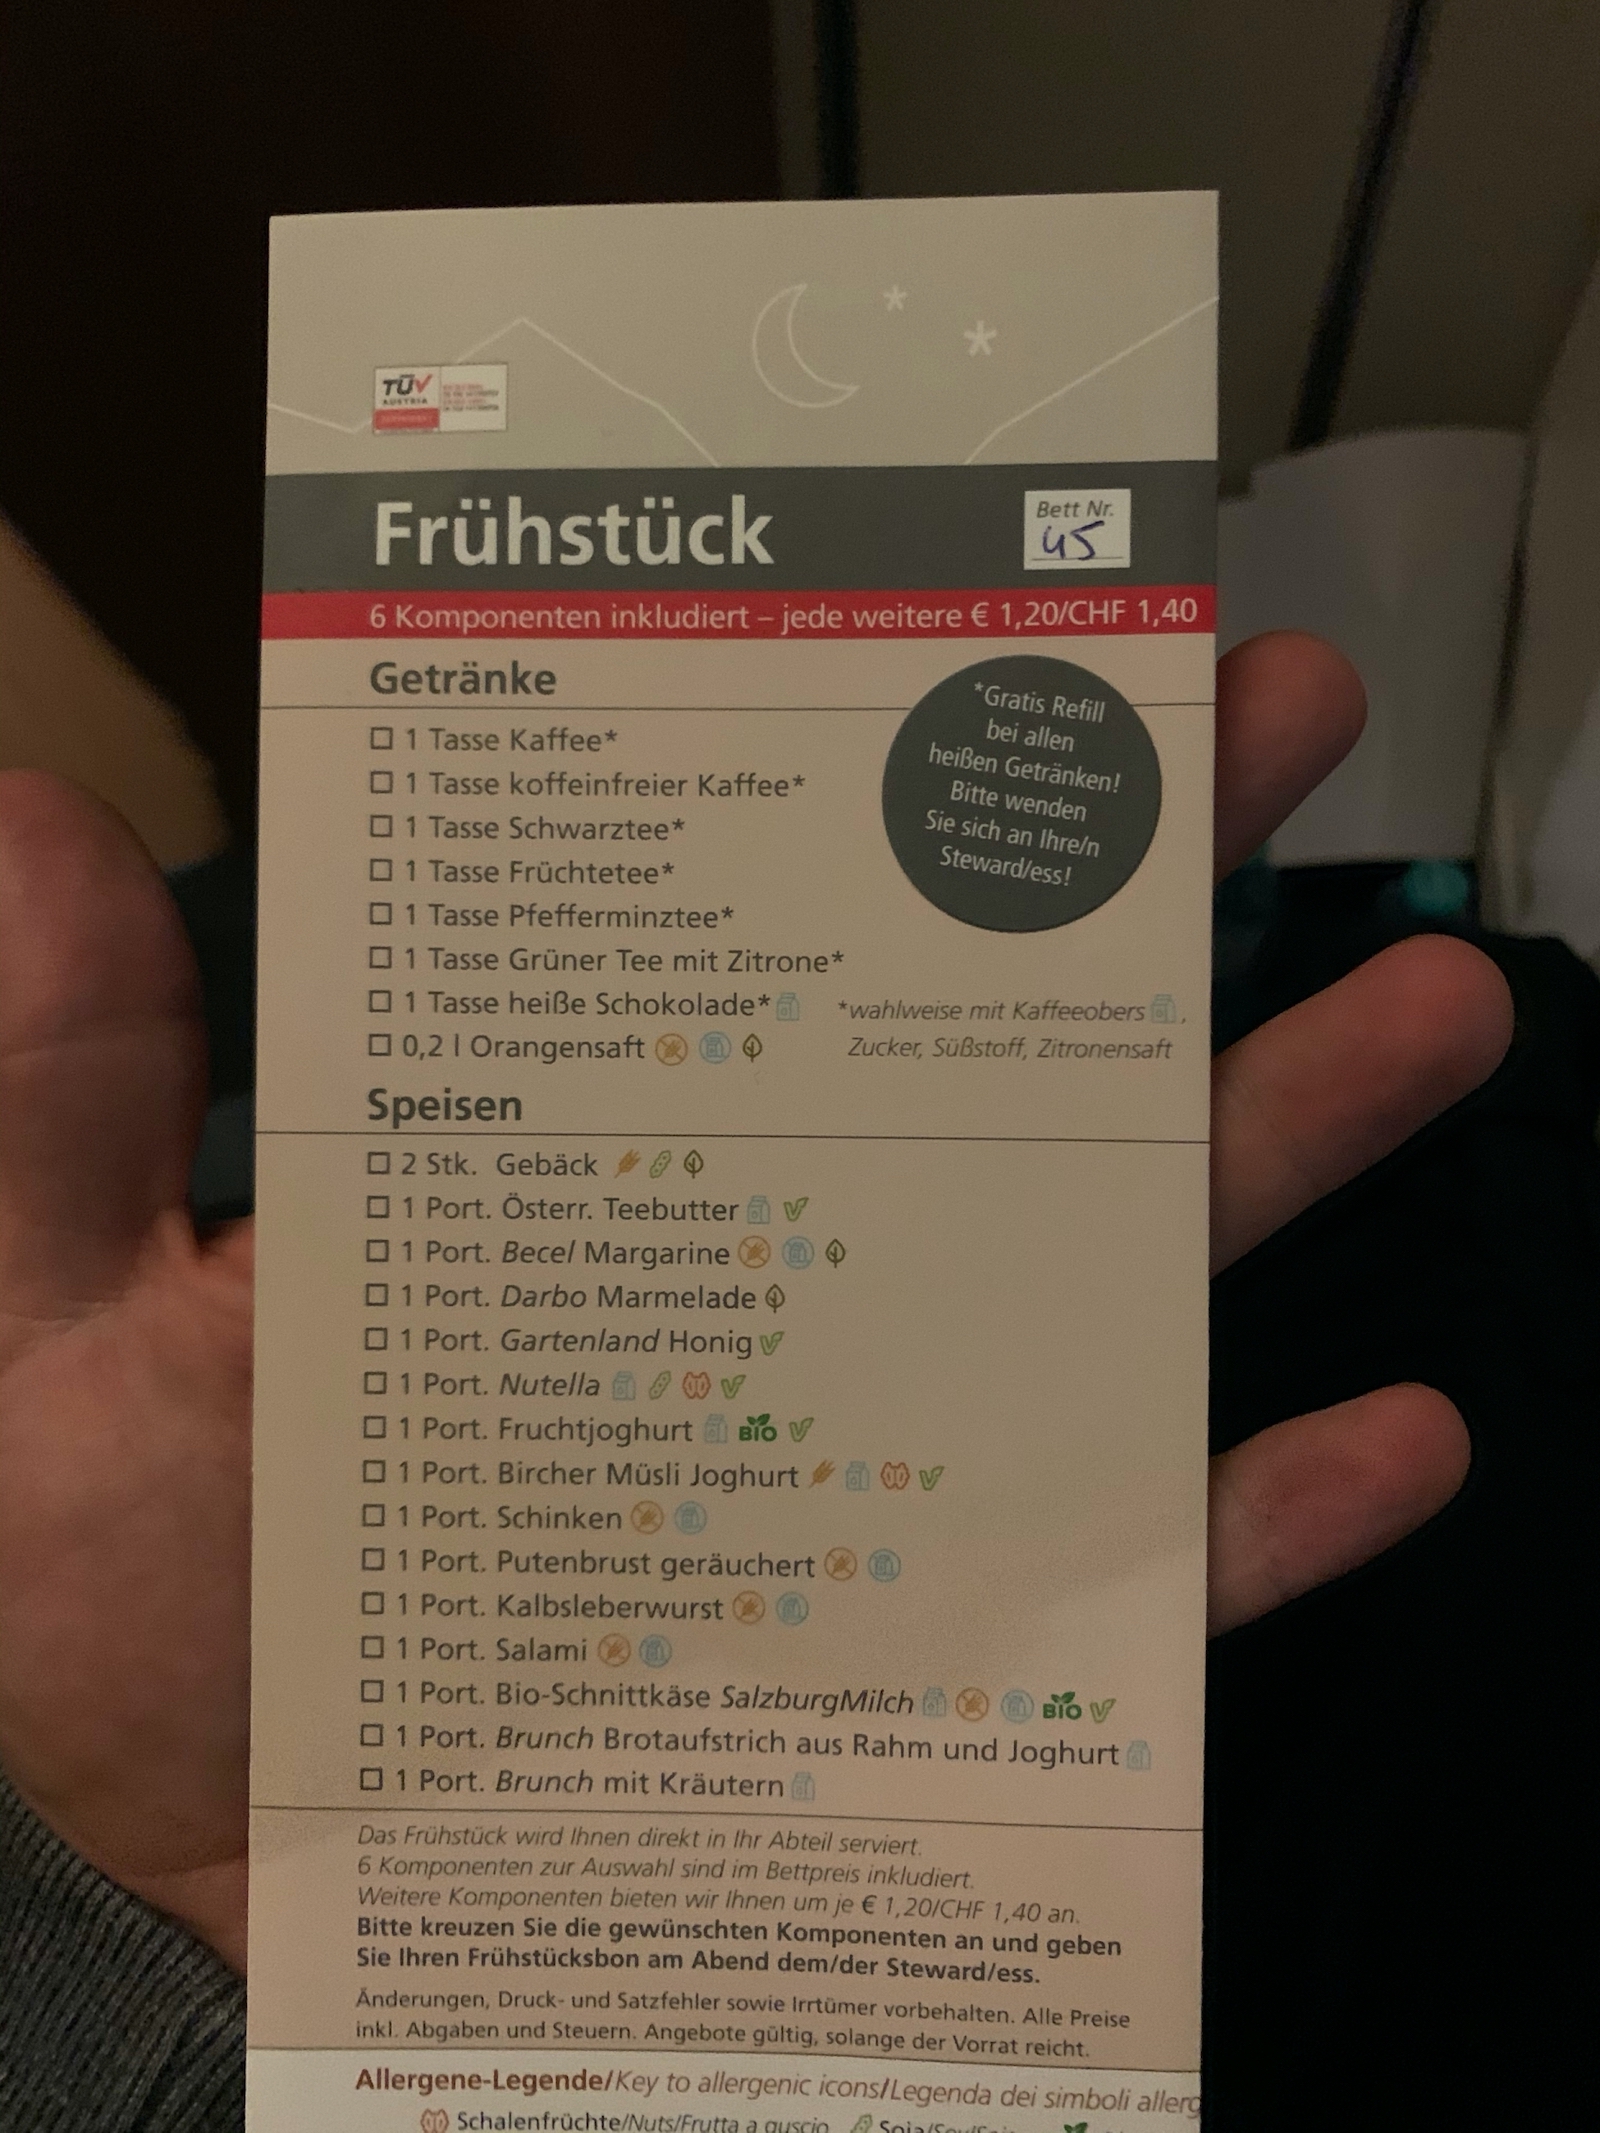 TÜV
AUSTRIA
Frühstück
Bett Nr.
45
6 Komponenten inkludiert – jede weitere € 1,20/CHF 1,40
Getränke
*Gratis Refill
bei allen
heißen Getränken!
Bitte wenden
Sie sich an Ihre/n
Steward/ess!
1 Tasse Kaffee*
1 Tasse koffeinfreier Kaffee*
1 Tasse Schwarztee*
1 Tasse Früchtetee*
1 Tasse Pfefferminztee*
1 Tasse Grüner Tee mit Zitrone*
1 Tasse heiße Schokolade*
0,2 l Orangensaft
*wahlweise mit Kaffeeobers ,
Zucker, Süßstoff, Zitronensaft
Speisen
2 Stk. Gebäck
1 Port. Österr. Teebutter
1 Port. Becel Margarine
1 Port. Darbo Marmelade
1 Port. Gartenland Honig
1 Port. Nutella
1 Port. Fruchtjoghurt BIO
1 Port. Bircher Müsli Joghurt
1 Port. Schinken
1 Port. Putenbrust geräuchert
1 Port. Kalbsleberwurst
1 Port. Salami
1 Port. Bio-Schnittkäse SalzburgMilch BIO
1 Port. Brunch Brotaufstrich aus Rahm und Joghurt
1 Port. Brunch mit Kräutern
Das Frühstück wird Ihnen direkt in Ihr Abteil serviert.
6 Komponenten zur Auswahl sind im Bettpreis inkludiert.
Weitere Komponenten bieten wir Ihnen um je € 1,20/CHF 1,40 an.
Bitte kreuzen Sie die gewünschten Komponenten an und geben
Sie Ihren Frühstücksbon am Abend dem/der Steward/ess.
Änderungen, Druck- und Satzfehler sowie Irrtümer vorbehalten. Alle Preise
inkl. Abgaben und Steuern. Angebote gültig, solange der Vorrat reicht.
Allergene-Legende/Key to allergenic icons/Legenda dei simboli allerg
Schalenfrüchte/Nuts/Frutta a guscio Soja/Soy/